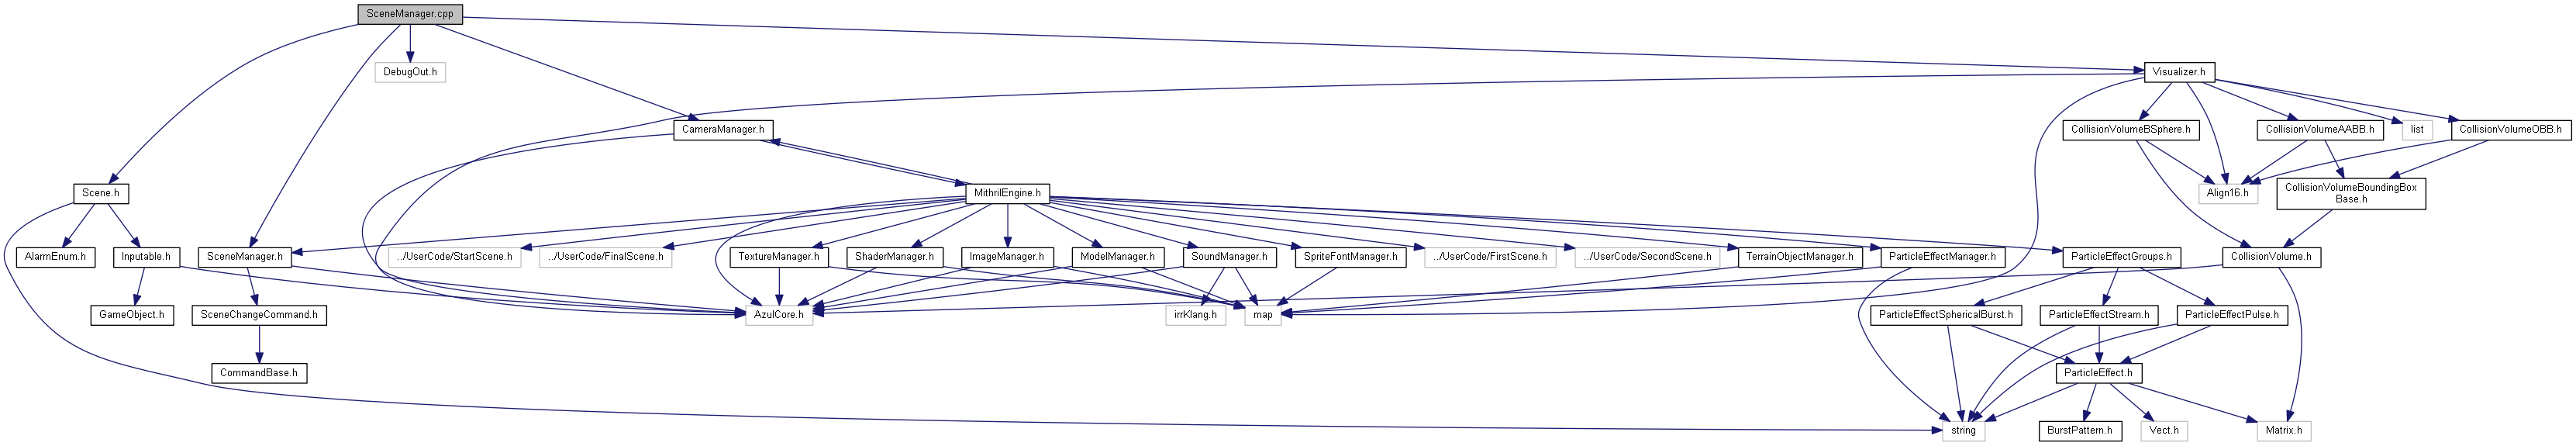 SceneManager.cpp
DebugOut.h
Visualizer.h
CameraManager.h
CollisionVolumeBSphere.h
CollisionVolumeAABB.h
list
CollisionVolumeOBB.h
Scene.h
MithrilEngine.h
Align16.h
CollisionVolumeBoundingBox
Base.h
AlarmEnum.h
Inputable.h
SceneManager.h
../UserCode/StartScene.h
../UserCode/FinalScene.h
TextureManager.h
ShaderManager.h
ImageManager.h
ModelManager.h
SoundManager.h
SpriteFontManager.h
../UserCode/FirstScene.h
../UserCode/SecondScene.h
TerrainObjectManager.h
ParticleEffectManager.h
ParticleEffectGroups.h
CollisionVolume.h
GameObject.h
SceneChangeCommand.h
AzulCore.h
irrKlang.h
map
ParticleEffectSphericalBurst.h
ParticleEffectStream.h
ParticleEffectPulse.h
CommandBase.h
ParticleEffect.h
string
BurstPattern.h
Vect.h
Matrix.h